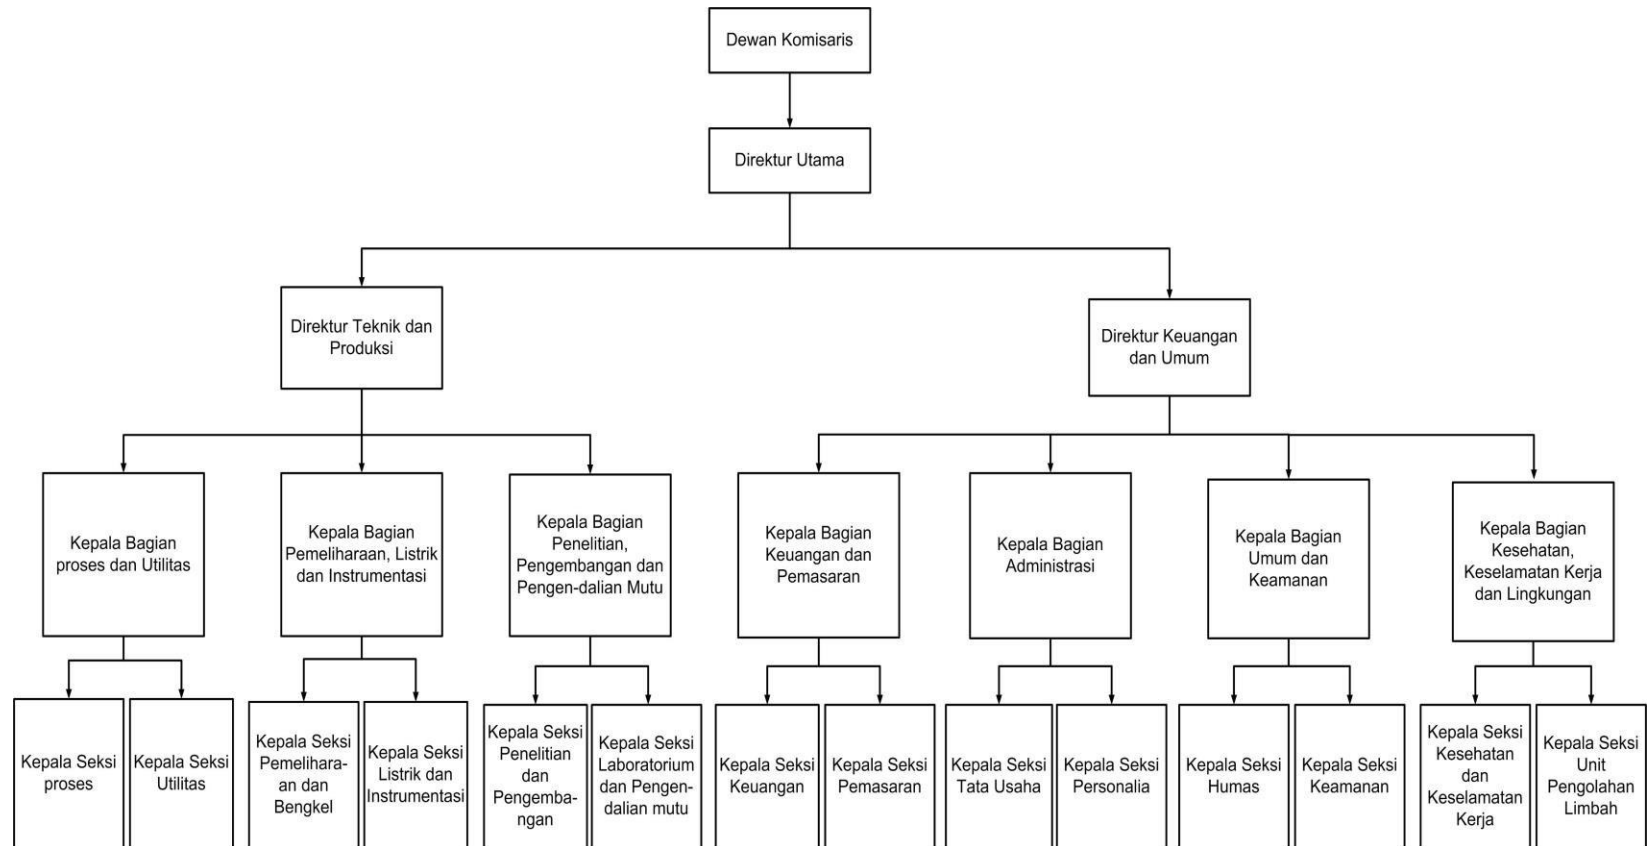 Dewan Komisaris
Direktur Utama
Direktur Teknik dan
Produksi
Direktur Keuangan
dan Umum
Kepala Bagian
proses dan Utilitas
Kepala Bagian
Pemeliharaan, Listrik
dan Instrumentasi
Kepala Bagian
Penelitian,
Pengembangan dan
Pengen-dalian Mutu
Kepala Bagian
Keuangan dan
Pemasaran
Kepala Bagian
Administrasi
Kepala Bagian
Umum dan
Keamanan
Kepala Bagian
Kesehatan,
Keselamatan Kerja
dan Lingkungan
Kepala Seksi
proses
Kepala Seksi
Utilitas
Kepala Seksi
Pemelihara-
an dan
Bengkel
Kepala Seksi
Listrik dan
Instrumentasi
Kepala Seksi
Penelitian
dan
Pengemba-
ngan
Kepala Seksi
Laboratorium
dan Pengen-
dalian mutu
Kepala Seksi
Keuangan
Kepala Seksi
Pemasaran
Kepala Seksi
Tata Usaha
Kepala Seksi
Personalia
Kepala Seksi
Humas
Kepala Seksi
Keamanan
Kepala Seksi
Kesehatan
dan
Keselamatan
Kerja
Kepala Seksi
Unit
Pengolahan
Limbah